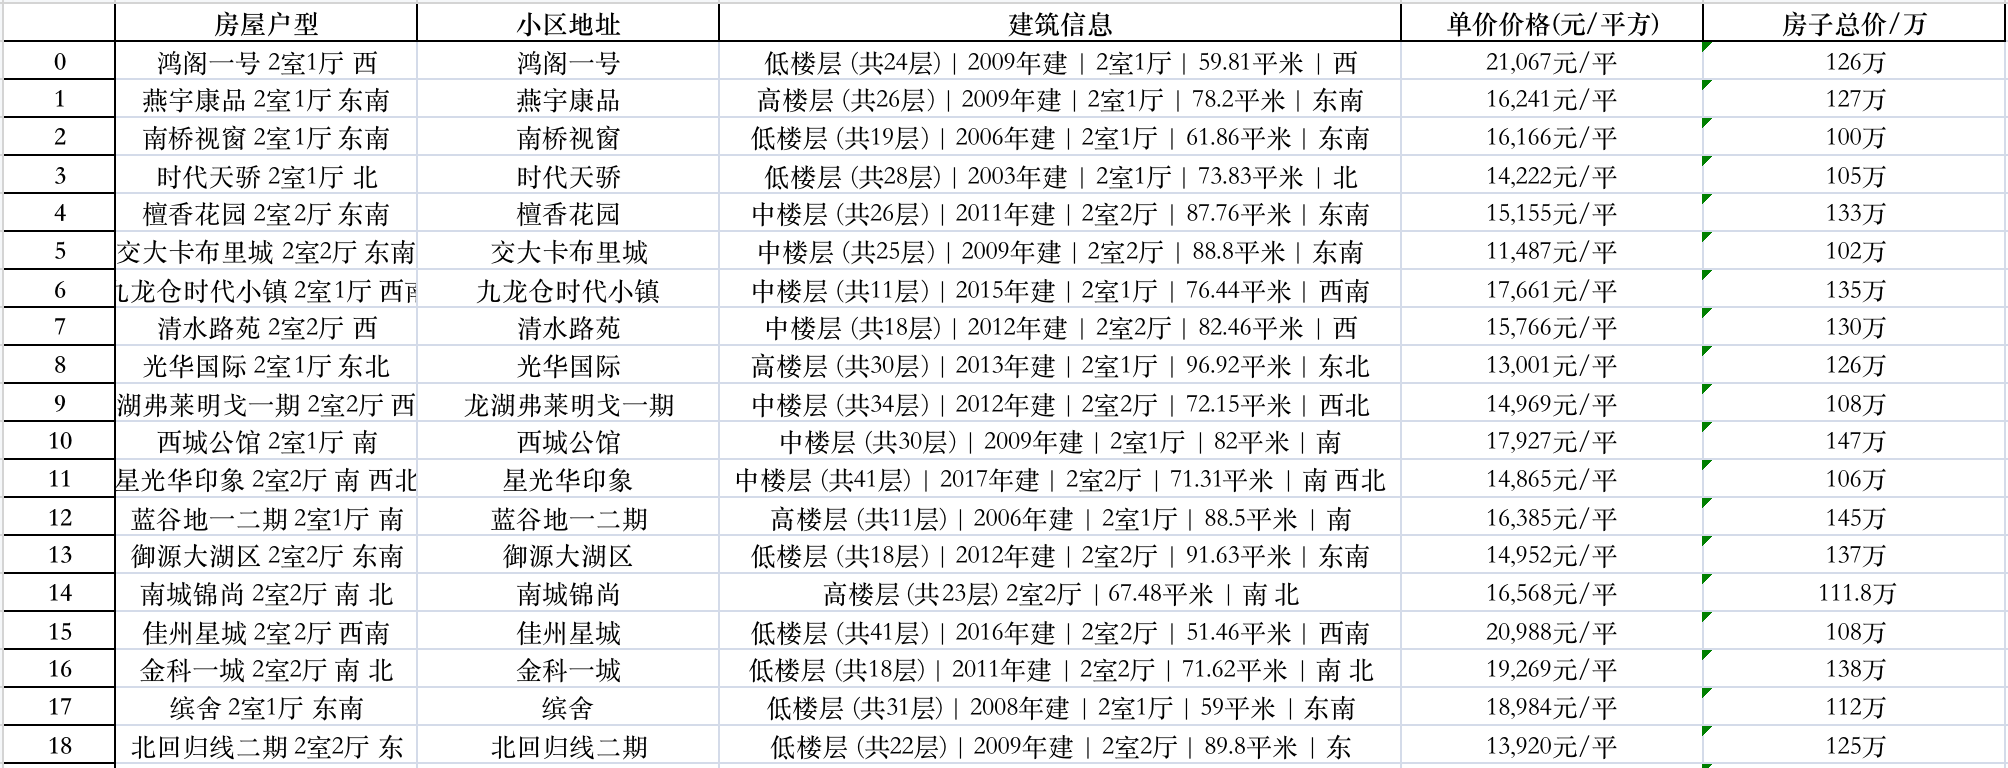 房屋户型 小区地址 建筑信息 单价价格(元/平方) 房子总价/万
0 鸿阁一号 2室1厅 西 鸿阁一号 低楼层 (共24层) | 2009年建 | 2室1厅 | 59.81平米 | 西 21,067元/平 126万
1 燕宇康品 2室1厅 东南 燕宇康品 高楼层 (共26层) | 2009年建 | 2室1厅 | 78.2平米 | 东南 16,241元/平 127万
2 南桥视窗 2室1厅 东南 南桥视窗 低楼层 (共19层) | 2006年建 | 2室1厅 | 61.86平米 | 东南 16,166元/平 100万
3 时代天骄 2室1厅 北 时代天骄 低楼层 (共28层) | 2003年建 | 2室1厅 | 73.83平米 | 北 14,222元/平 105万
4 檀香花园 2室2厅 东南 檀香花园 中楼层 (共26层) | 2011年建 | 2室2厅 | 87.76平米 | 东南 15,155元/平 133万
5 交大卡布里城 2室2厅 东南 交大卡布里城 中楼层 (共25层) | 2009年建 | 2室2厅 | 88.8平米 | 东南 11,487元/平 102万
6 九龙仓时代小镇 2室1厅 西南 九龙仓时代小镇 中楼层 (共11层) | 2015年建 | 2室1厅 | 76.44平米 | 西南 17,661元/平 135万
7 清水路苑 2室2厅 西 清水路苑 中楼层 (共18层) | 2012年建 | 2室2厅 | 82.46平米 | 西 15,766元/平 130万
8 光华国际 2室1厅 东北 光华国际 高楼层 (共30层) | 2013年建 | 2室1厅 | 96.92平米 | 东北 13,001元/平 126万
9 湖弗莱明戈一期 2室2厅 西 龙湖弗莱明戈一期 中楼层 (共34层) | 2012年建 | 2室2厅 | 72.15平米 | 西北 14,969元/平 108万
10 西城公馆 2室1厅 南 西城公馆 中楼层 (共30层) | 2009年建 | 2室1厅 | 82平米 | 南 17,927元/平 147万
11 星光华印象 2室2厅 南 西北 星光华印象 中楼层 (共41层) | 2017年建 | 2室2厅 | 71.31平米 | 南 西北 14,865元/平 106万
12 蓝谷地一二期 2室1厅 南 蓝谷地一二期 高楼层 (共11层) | 2006年建 | 2室1厅 | 88.5平米 | 南 16,385元/平 145万
13 御源大湖区 2室2厅 东南 御源大湖区 低楼层 (共18层) | 2012年建 | 2室2厅 | 91.63平米 | 东南 14,952元/平 137万
14 南城锦尚 2室2厅 南 北 南城锦尚 高楼层 (共23层) 2室2厅 | 67.48平米 | 南 北 16,568元/平 111.8万
15 佳州星城 2室2厅 西南 佳州星城 低楼层 (共41层) | 2016年建 | 2室2厅 | 51.46平米 | 西南 20,988元/平 108万
16 金科一城 2室2厅 南 北 金科一城 低楼层 (共18层) | 2011年建 | 2室2厅 | 71.62平米 | 南 北 19,269元/平 138万
17 缤舍 2室1厅 东南 缤舍 低楼层 (共31层) | 2008年建 | 2室1厅 | 59平米 | 东南 18,984元/平 112万
18 北回归线二期 2室2厅 东 北回归线二期 低楼层 (共22层) | 2009年建 | 2室2厅 | 89.8平米 | 东 13,920元/平 125万